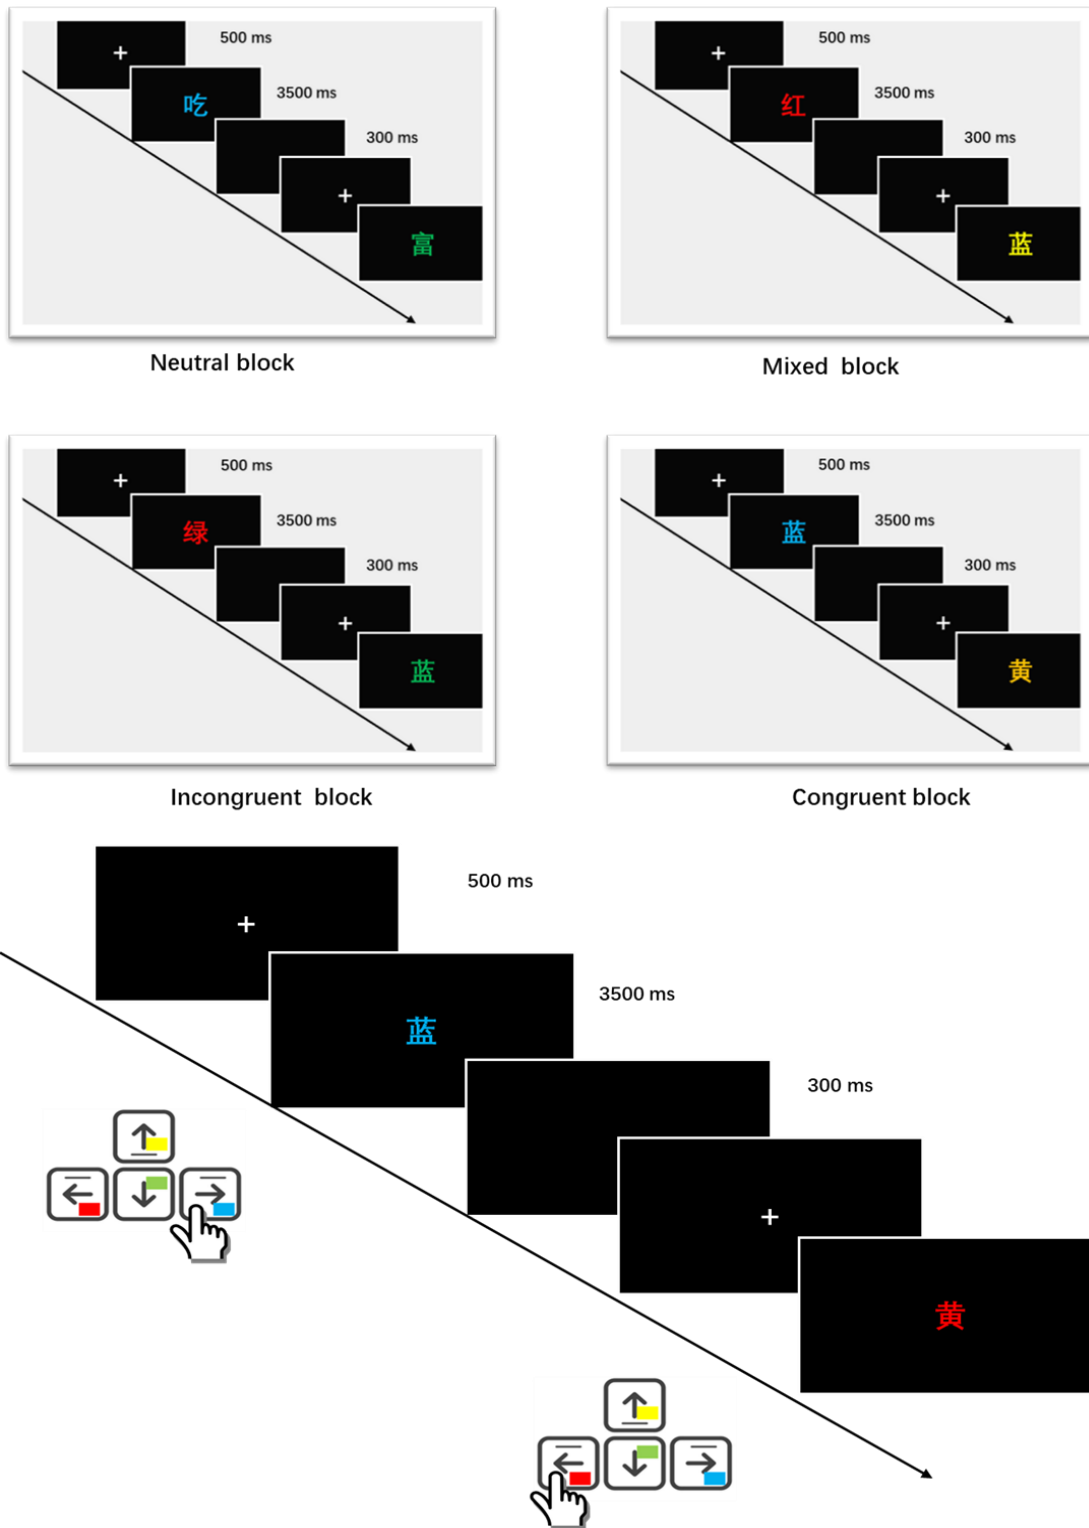 +
500 ms
吃
3500 ms
300 ms
+
富
Neutral block
+
500 ms
红
3500 ms
300 ms
+
蓝
Mixed block
+
500 ms
绿
3500 ms
300 ms
+
蓝
Incongruent block
+
500 ms
蓝
3500 ms
300 ms
+
黄
Congruent block
+
500 ms
蓝
3500 ms
300 ms
+
黄